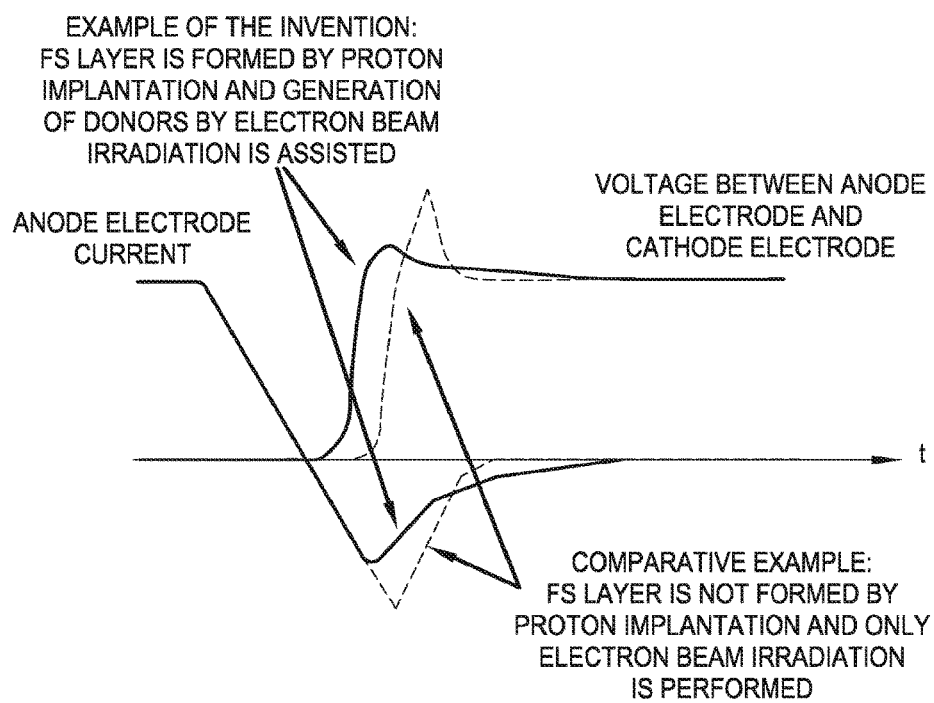 EXAMPLE OF THE INVENTION:
FS LAYER IS FORMED BY PROTON
IMPLANTATION AND GENERATION
OF DONORS BY ELECTRON BEAM
IRRADIATION IS ASSISTED
VOLTAGE BETWEEN ANODE
ELECTRODE AND
CATHODE ELECTRODE
ANODE ELECTRODE
CURRENT
t
COMPARATIVE EXAMPLE:
FS LAYER IS NOT FORMED BY
PROTON IMPLANTATION AND ONLY
ELECTRON BEAM IRRADIATION
IS PERFORMED